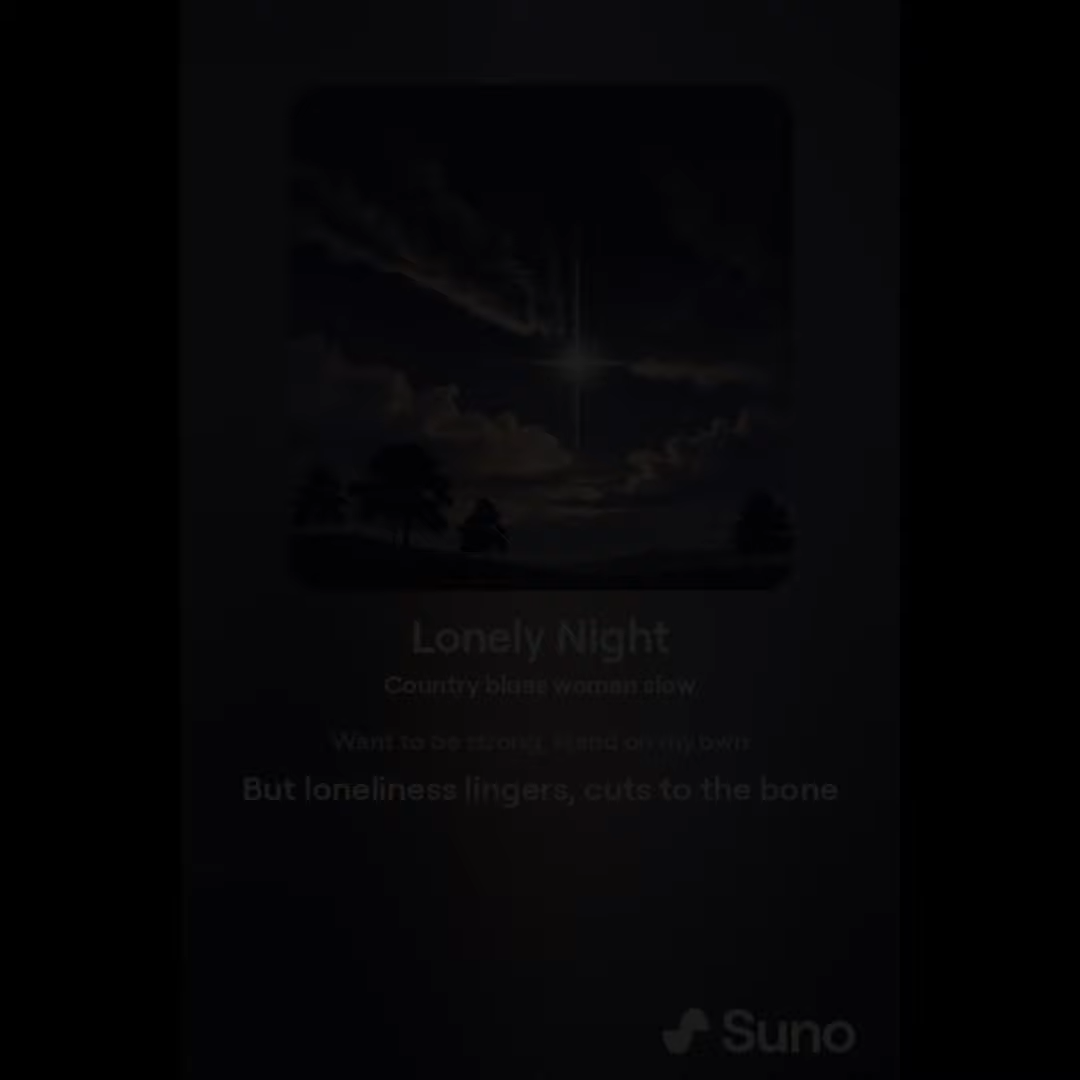 Lonely Night
Country blues woman slow
Want to be strong, stand on my own
But loneliness lingers, cuts to the bone
Suno